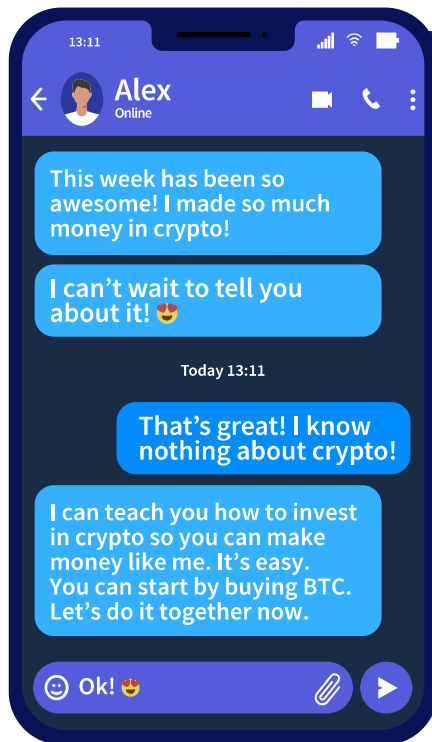 13:11
Alex
Online
This week has been so
awesome! I made so much
money in crypto!
I can’t wait to tell you
about it! 😍
Today 13:11
That’s great! I know
nothing about crypto!
I can teach you how to invest
in crypto so you can make
money like me. It’s easy.
You can start by buying BTC.
Let’s do it together now.
Ok! 😍